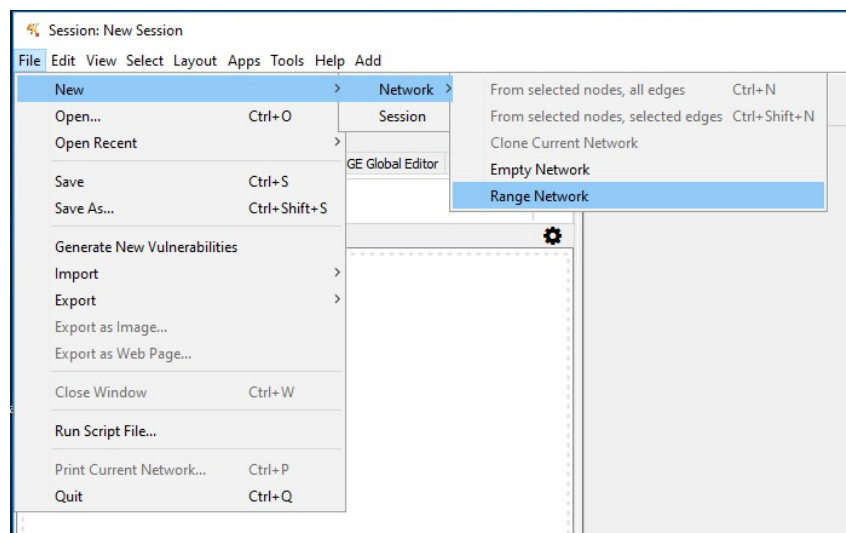 Session: New Session
File Edit View Select Layout Apps Tools Help Add
New
Open... Ctrl+O
Open Recent
Save Ctrl+S
Save As... Ctrl+Shift+S
Generate New Vulnerabilities
Import
Export
Export as Image...
Export as Web Page...
Close Window Ctrl+W
Run Script File...
Print Current Network... Ctrl+P
Quit Ctrl+Q
Network
Session
From selected nodes, all edges Ctrl+N
From selected nodes, selected edges Ctrl+Shift+N
Clone Current Network
Empty Network
Range Network
GE Global Editor